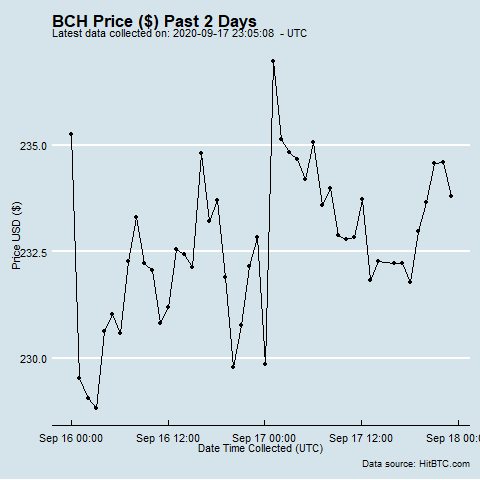 BCH Price ($) Past 2 Days
Latest data collected on: 2020-09-17 23:05:08 - UTC
Price USD ($)
235.0
232.5
230.0
Sep 16 00:00 Sep 16 12:00 Sep 17 00:00 Sep 17 12:00 Sep 18 00:0
Date Time Collected (UTC)
Data source: HitBTC.com